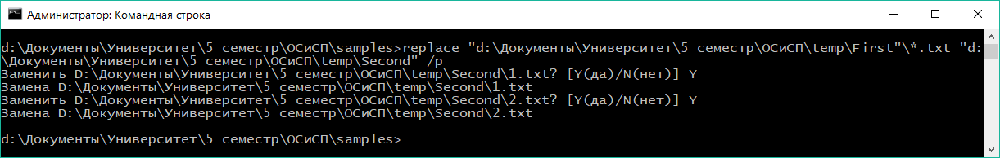 Администратор: Командная строка
d:\Документы\Университет\5 семестр\ОСиСП\samples>replace "d:\Документы\Университет\5 семестр\ОСиСП\temp\First"\*.txt "d:
\Документы\Университет\5 семестр\ОСиСП\temp\Second" /p
Заменить D:\Документы\Университет\5 семестр\ОСиСП\temp\Second\1.txt? [Y(да)/N(нет)] Y
Замена D:\Документы\Университет\5 семестр\ОСиСП\temp\Second\1.txt
Заменить D:\Документы\Университет\5 семестр\ОСиСП\temp\Second\2.txt? [Y(да)/N(нет)] Y
Замена D:\Документы\Университет\5 семестр\ОСиСП\temp\Second\2.txt
d:\Документы\Университет\5 семестр\ОСиСП\samples>